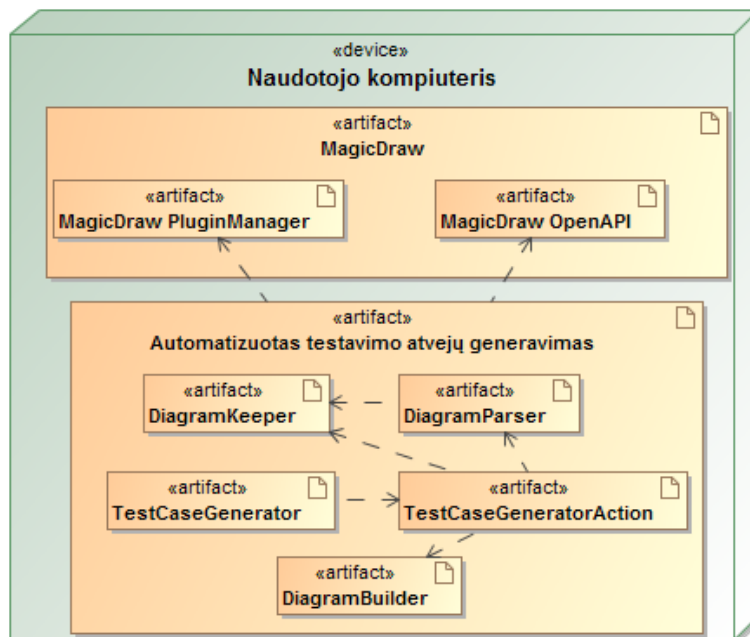 «device»
Naudotojo kompiuteris
«artifact»
MagicDraw
«artifact»
MagicDraw PluginManager
«artifact»
MagicDraw OpenAPI
«artifact»
Automatizuotas testavimo atvejų generavimas
«artifact»
DiagramKeeper
«artifact»
DiagramParser
«artifact»
TestCaseGenerator
«artifact»
TestCaseGeneratorAction
«artifact»
DiagramBuilder